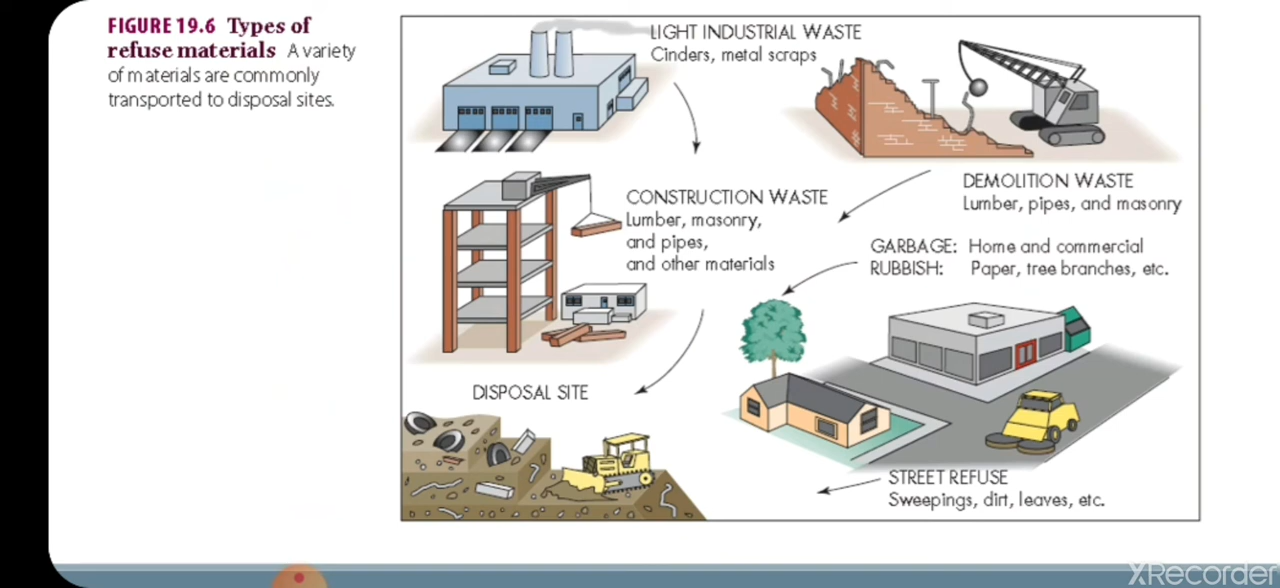 FIGURE 19.6 Types of
refuse materials A variety
of materials are commonly
transported to disposal sites.
LIGHT INDUSTRIAL WASTE
Cinders, metal scraps
DEMOLITION WASTE
Lumber, pipes, and masonry
CONSTRUCTION WASTE
Lumber, masonry,
and pipes,
and other materials
GARBAGE: Home and commercial
RUBBISH: Paper, tree branches, etc.
DISPOSAL SITE
STREET REFUSE
Sweepings, dirt, leaves, etc.
XRecorder